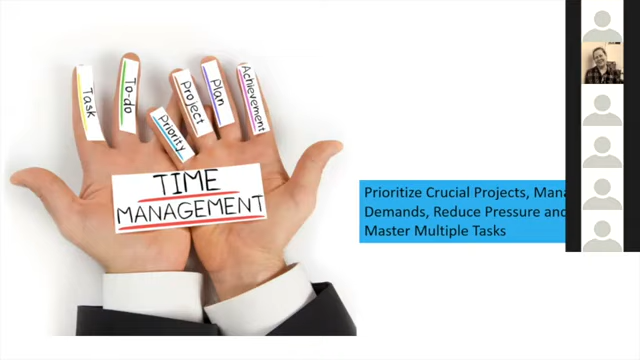 Task
To-do
Priority
Project
Plan
Achievement
TIME
MANAGEMENT
Prioritize Crucial Projects, Mana
Demands, Reduce Pressure and
Master Multiple Tasks